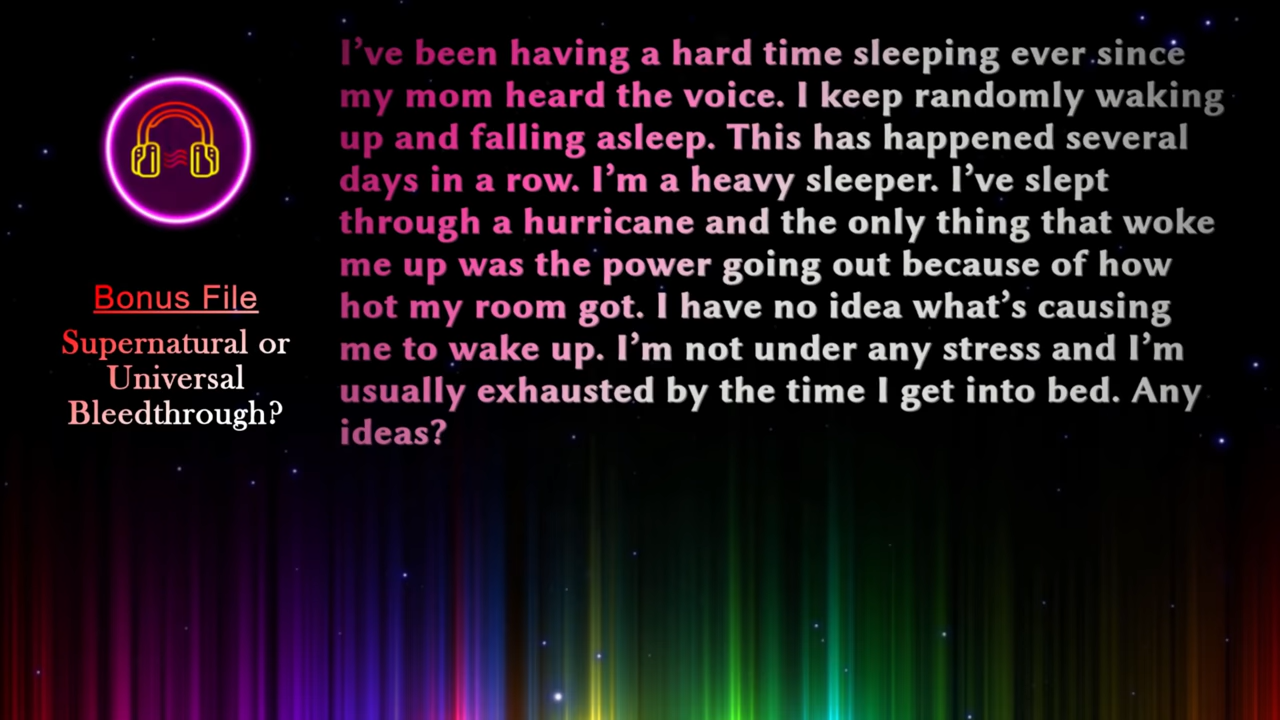 Bonus File
Supernatural or
Universal
Bleedthrough?
I’ve been having a hard time sleeping ever since
my mom heard the voice. I keep randomly waking
up and falling asleep. This has happened several
days in a row. I’m a heavy sleeper. I’ve slept
through a hurricane and the only thing that woke
me up was the power going out because of how
hot my room got. I have no idea what’s causing
me to wake up. I’m not under any stress and I’m
usually exhausted by the time I get into bed. Any
ideas?